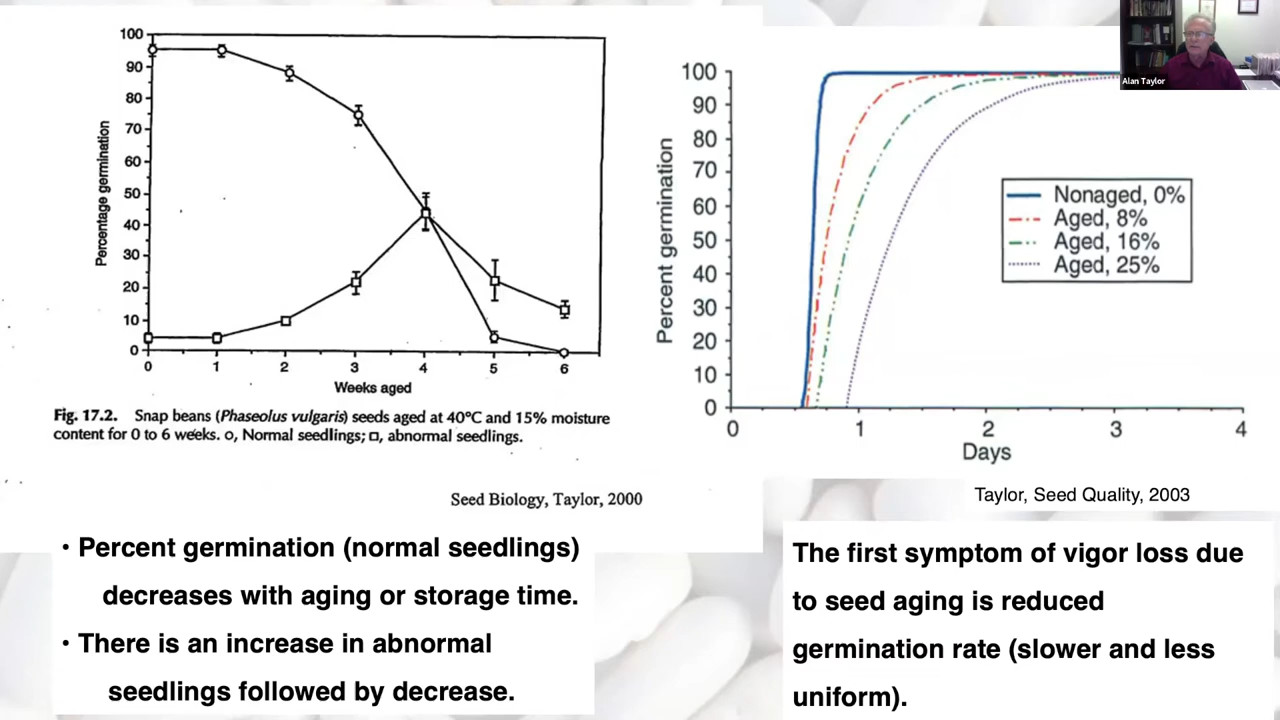 100
90
80
70
60
50
40
30
20
10
0
Percentage germination
0 1 2 3 4 5 6
Weeks aged
Fig. 17.2. Snap beans (Phaseolus vulgaris) seeds aged at 40°C and 15% moisture
content for 0 to 6 weeks. o, Normal seedlings; □, abnormal seedlings.
Seed Biology, Taylor, 2000
• Percent germination (normal seedlings)
decreases with aging or storage time.
• There is an increase in abnormal
seedlings followed by decrease.
Alan Taylor
100
90
80
70
60
50
40
30
20
10
0
Percent germination
Nonaged, 0%
Aged, 8%
Aged, 16%
Aged, 25%
0 1 2 3 4
Days
Taylor, Seed Quality, 2003
The first symptom of vigor loss due
to seed aging is reduced
germination rate (slower and less
uniform).